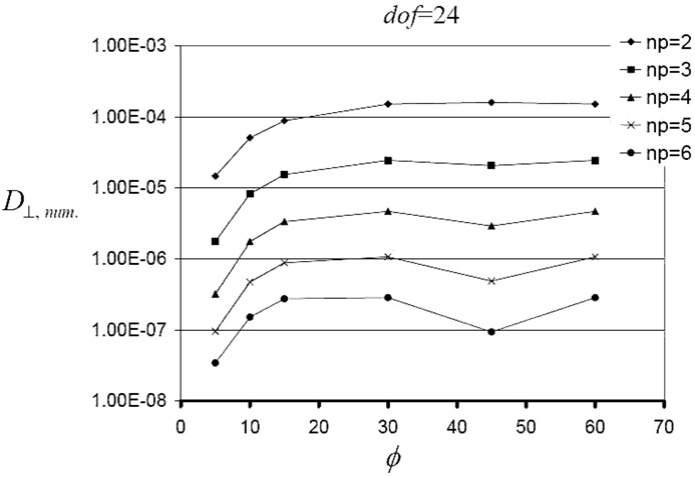 dof=24
1.00E-03
1.00E-04
1.00E-05
1.00E-06
1.00E-07
1.00E-08
D⊥, num.
0 10 20 30 40 50 60 70
ϕ
np=2
np=3
np=4
np=5
np=6